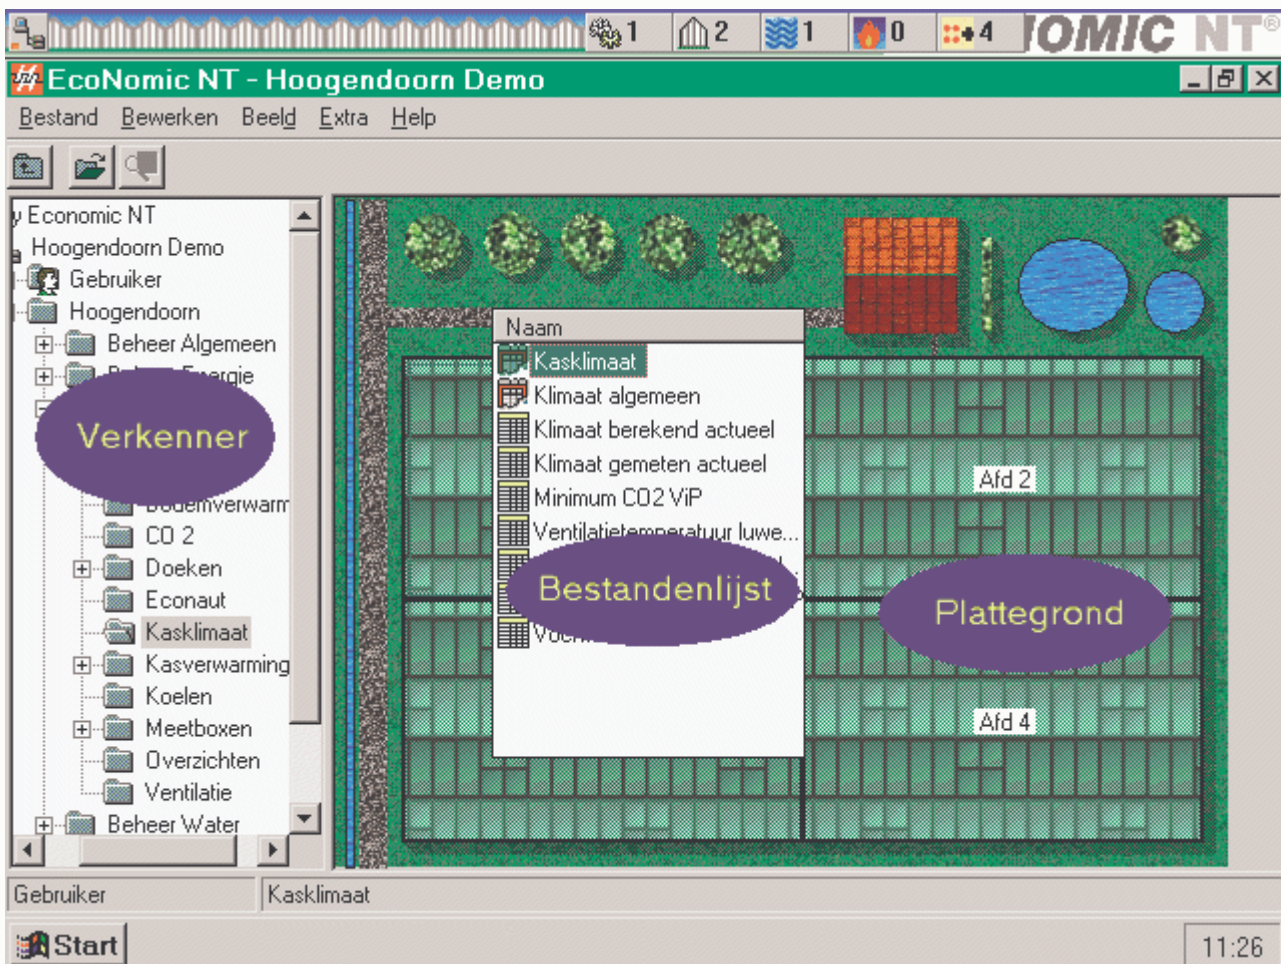 1 2 1 0 4 OMIC NT®
EcoNomic NT - Hoogendoorn Demo
Bestand Bewerken Beeld Extra Help
y Economic NT
Hoogendoorn Demo
Gebruiker
Hoogendoorn
Beheer Algemeen
Verkenner
CO 2
Doeken
Econaut
Kasklimaat
Kasverwarming
Koelen
Meetboxen
Overzichten
Ventilatie
Beheer Water
Naam
Kasklimaat
Klimaat algemeen
Klimaat berekend actueel
Klimaat gemeten actueel
Minimum CO2 ViP
Ventilatietemperatuur luwe...
Bestandenlijst
Afd 2
Plattegrond
Afd 4
Gebruiker Kasklimaat
Start 11:26